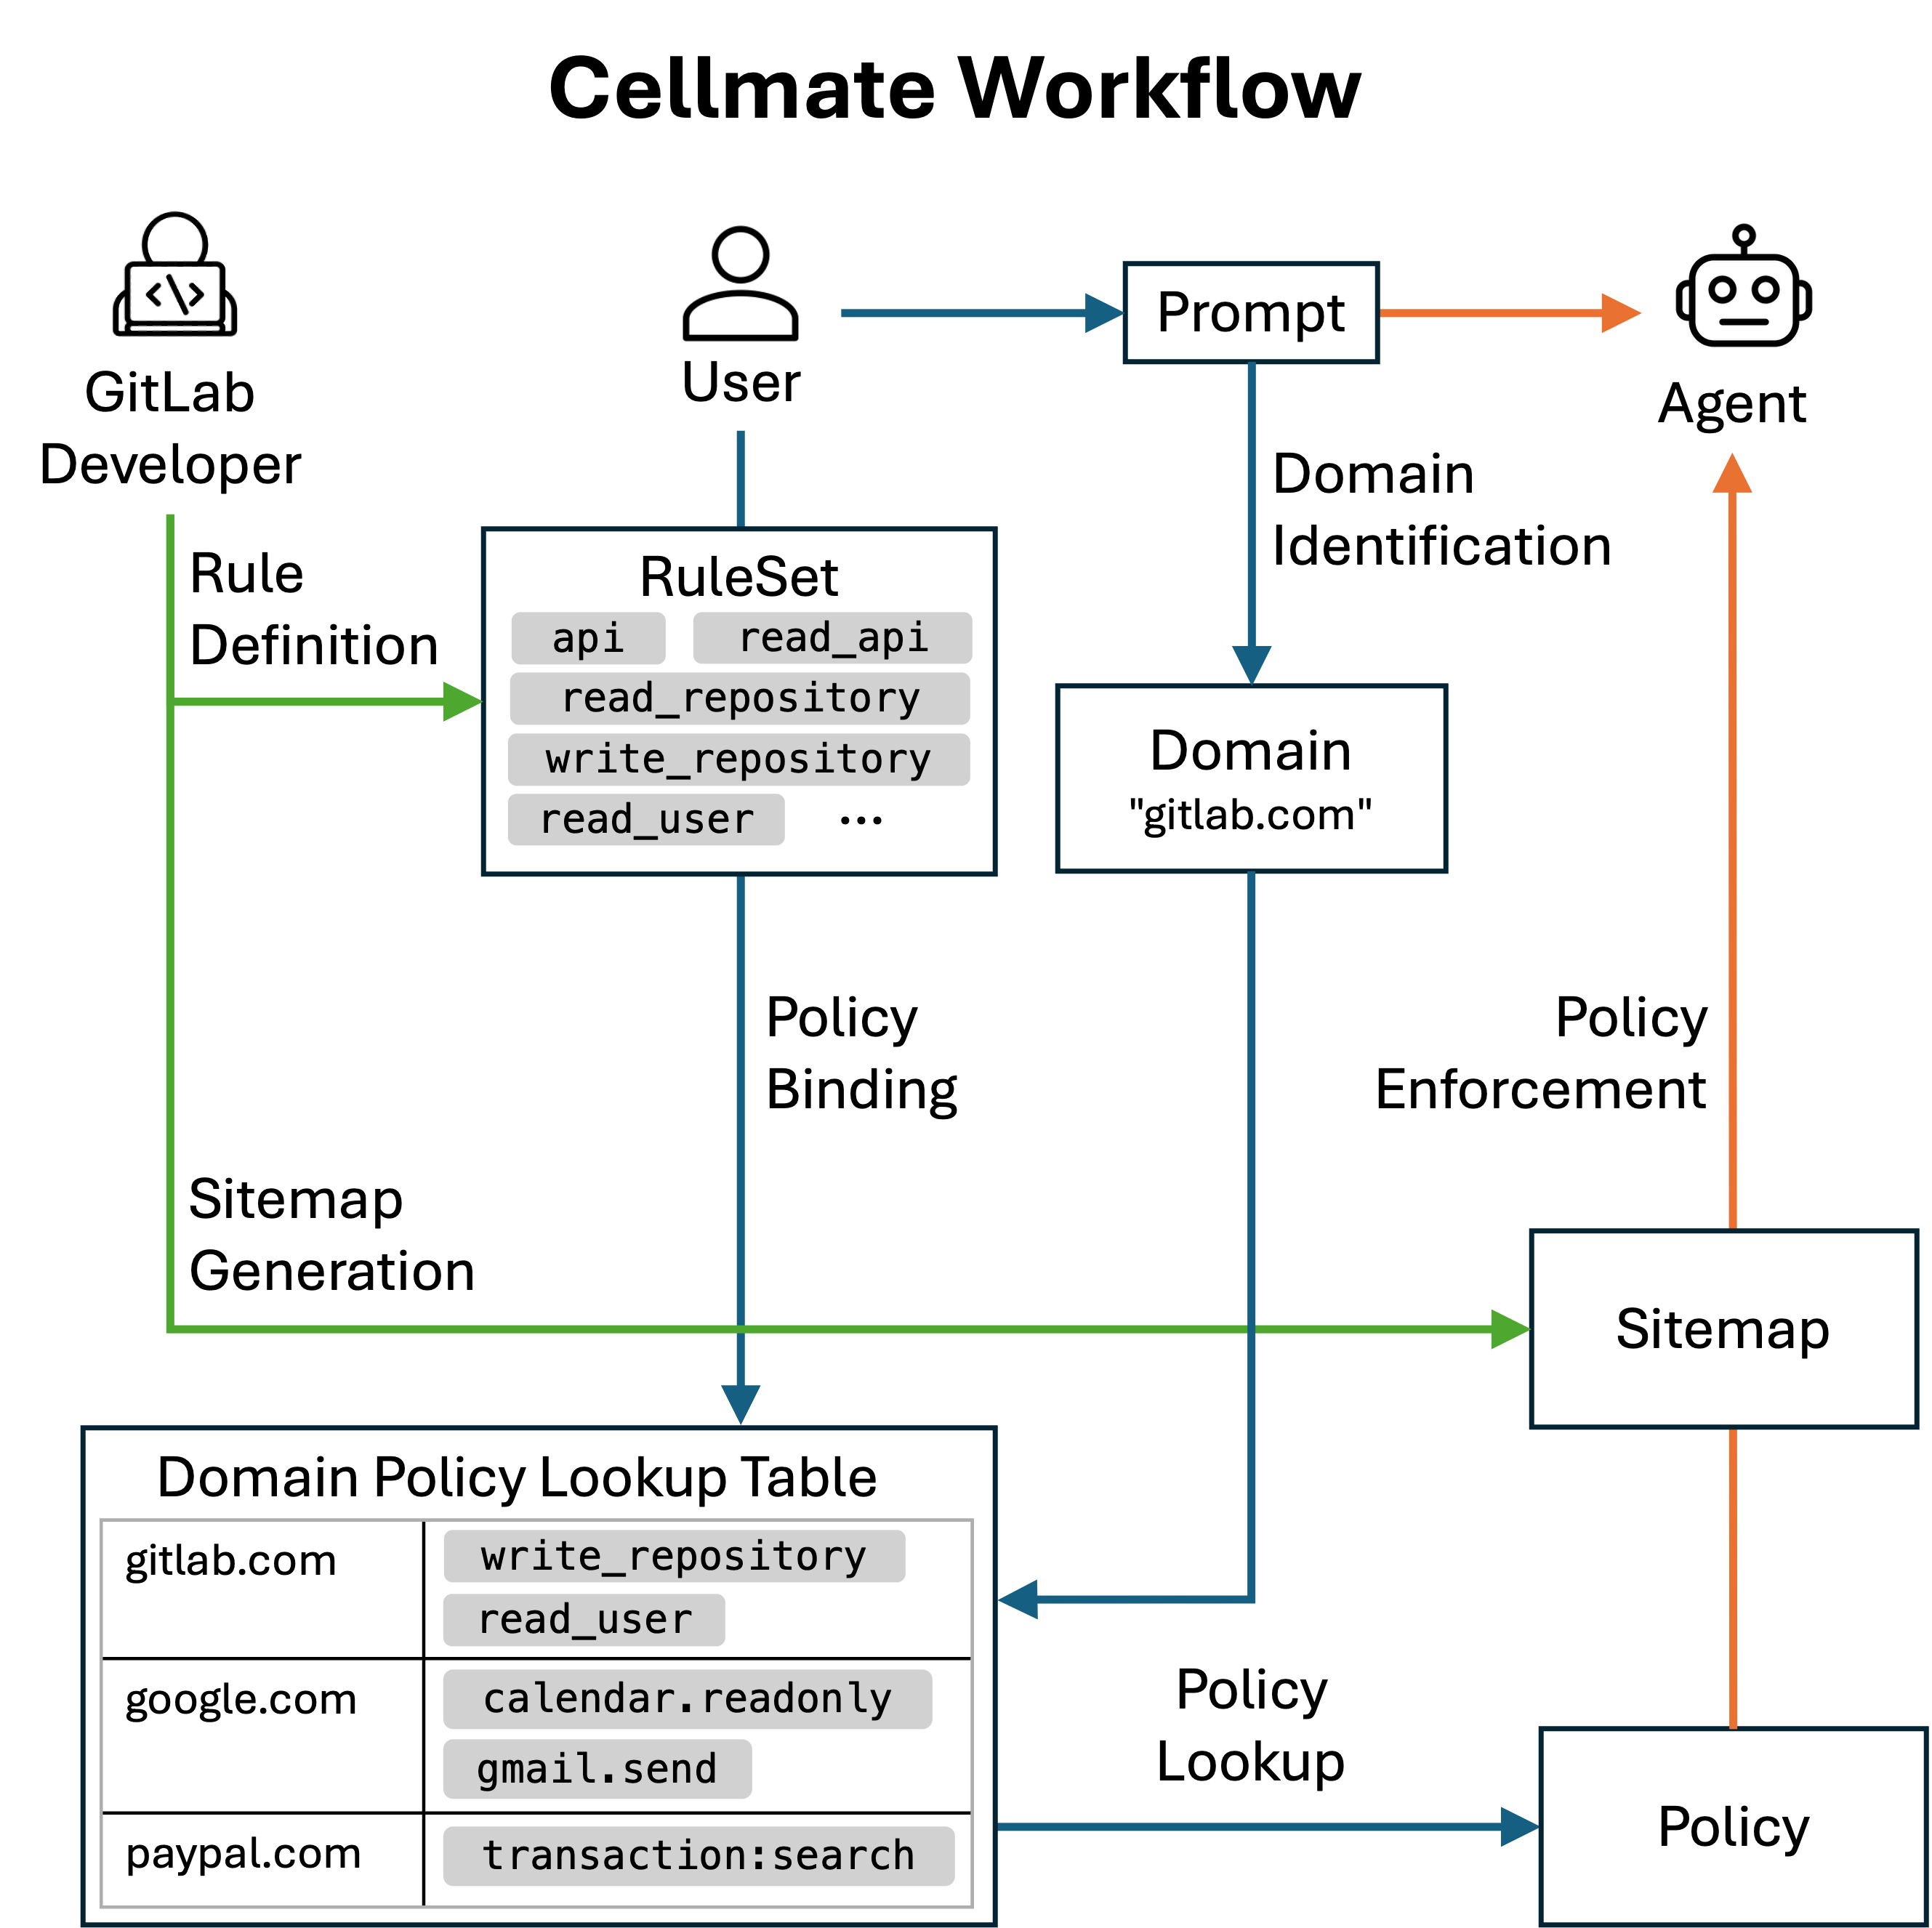 Cellmate Workflow
GitLab
Developer
User
Prompt
Agent
Rule
Definition
RuleSet
api
read_api
read_repository
write_repository
read_user
...
Domain
Identification
Domain
"gitlab.com"
Policy
Binding
Policy
Enforcement
Sitemap
Generation
Sitemap
Domain Policy Lookup Table
gitlab.com
write_repository
read_user
google.com
calendar.readonly
gmail.send
paypal.com
transaction:search
Policy
Lookup
Policy